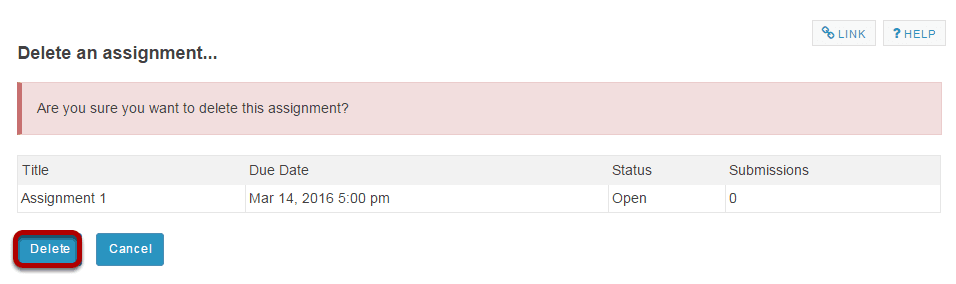 LINK ? HELP
Delete an assignment...
Are you sure you want to delete this assignment?
Title Due Date Status Submissions
Assignment 1 Mar 14, 2016 5:00 pm Open 0
Delete Cancel